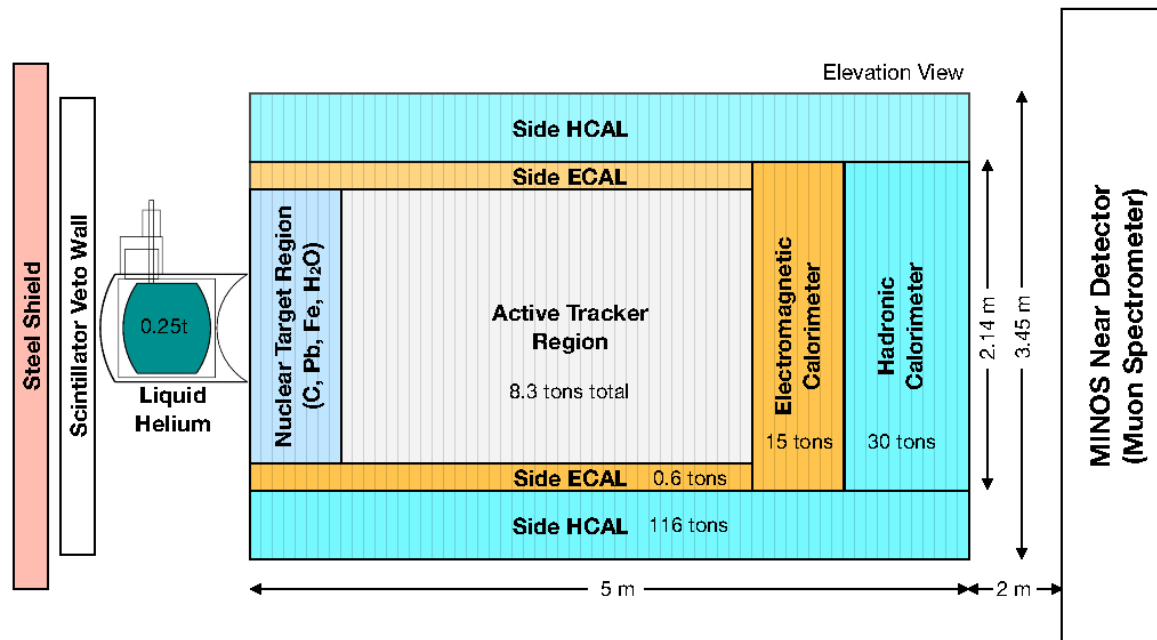 Elevation View
Steel Shield
Scintillator Veto Wall
0.25t
Liquid
Helium
Side HCAL
Side ECAL
Nuclear Target Region
(C, Pb, Fe, H₂O)
Active Tracker
Region
8.3 tons total
Electromagnetic
Calorimeter
15 tons
Hadronic
Calorimeter
30 tons
Side ECAL 0.6 tons
Side HCAL 116 tons
2.14 m
3.45 m
5 m
2 m
MINOS Near Detector
(Muon Spectrometer)